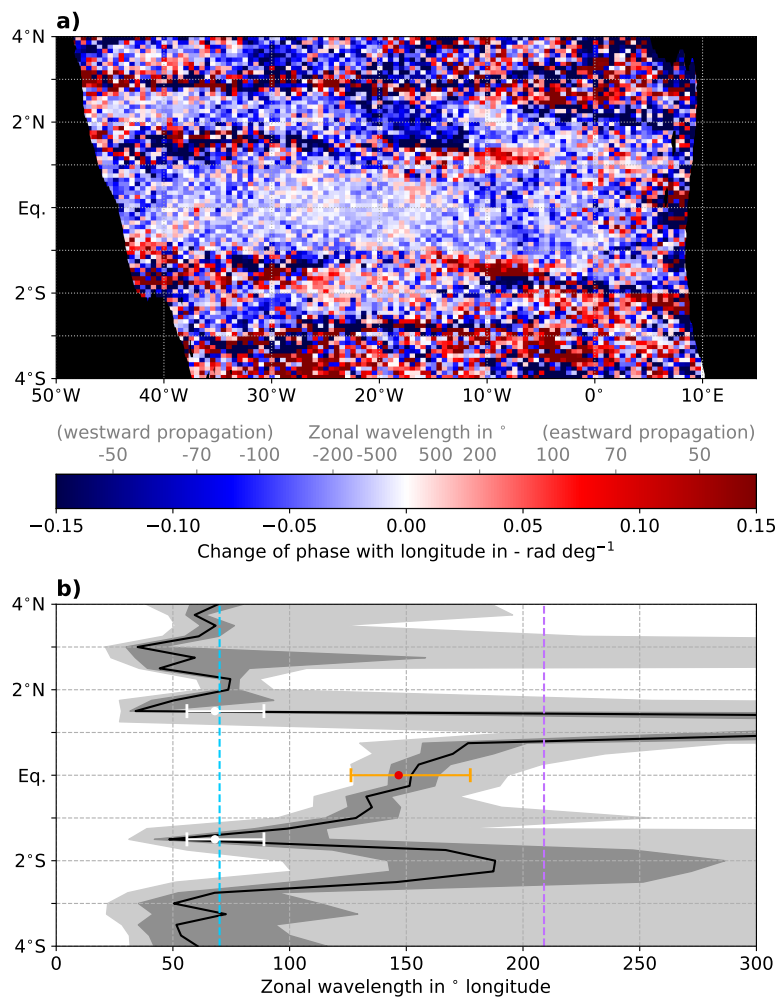 a)
4°N
2°N
Eq.
2°S
4°S
50°W 40°W 30°W 20°W 10°W 0° 10°E
(westward propagation) Zonal wavelength in ° (eastward propagation)
-50 -70 -100 -200 -500 500 200 100 70 50
−0.15 −0.10 −0.05 0.00 0.05 0.10 0.15
Change of phase with longitude in - rad deg⁻¹
b)
4°N
2°N
Eq.
2°S
4°S
0 50 100 150 200 250 300
Zonal wavelength in ° longitude